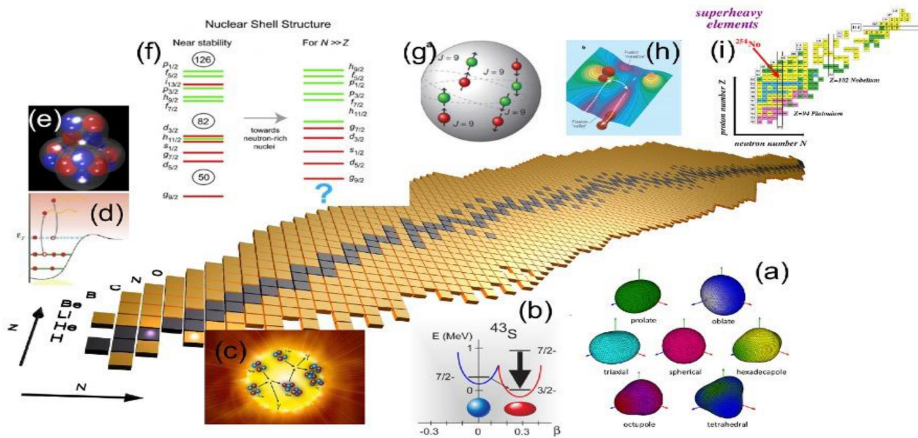 Nuclear Shell Structure
(f)
Near stability
For N >> Z
126
p1/2
f5/2
i13/2
p3/2
h9/2
f7/2
82
d3/2
h11/2
s1/2
g7/2
d5/2
50
g9/2
towards
neutron-rich
nuclei
h9/2
f5/2
p1/2
p3/2
f7/2
h11/2
g7/2
d3/2
s1/2
d5/2
g9/2
?
(g)
J = 9
J = 9
J = 9
J = 9
(h)
superheavy
elements
(i)
254No
Z=102 Nobelium
Z=94 Plutonium
proton number Z
neutron number N
(e)
(d)
O
N
C
B
Be
Li
He
H
Z
N
(c)
(b)
43S
E (MeV)
1
0
7/2-
7/2-
3/2-
-0.3
0
0.3
β
(a)
prolate
oblate
triaxial
spherical
hexadecapole
octupole
tetrahedral